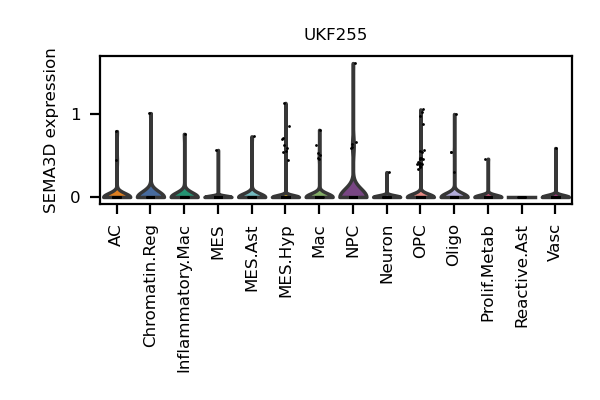 UKF255
SEMA3D expression
1
0
AC
Chromatin.Reg
Inflammatory.Mac
MES
MES.Ast
MES.Hyp
Mac
NPC
Neuron
OPC
Oligo
Prolif.Metab
Reactive.Ast
Vasc